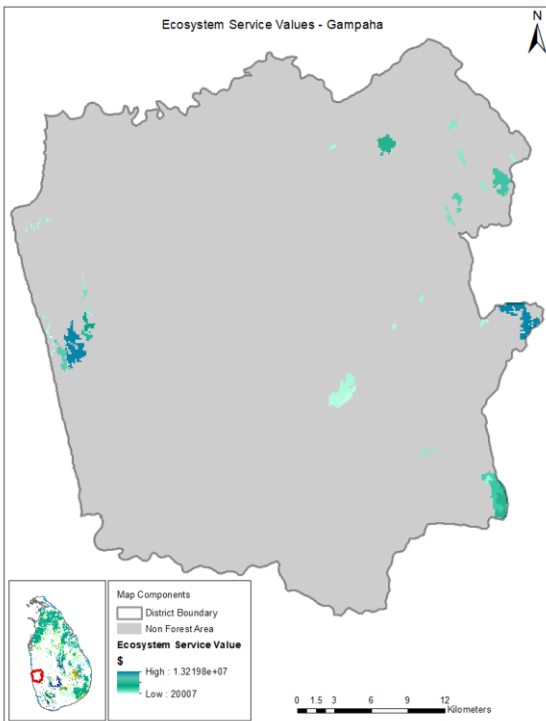 Ecosystem Service Values - Gampaha
N
Map Components
District Boundary
Non Forest Area
Ecosystem Service Value
$
High : 1.32198e+07
Low : 20007
0 1.5 3 6 9 12
Kilometers